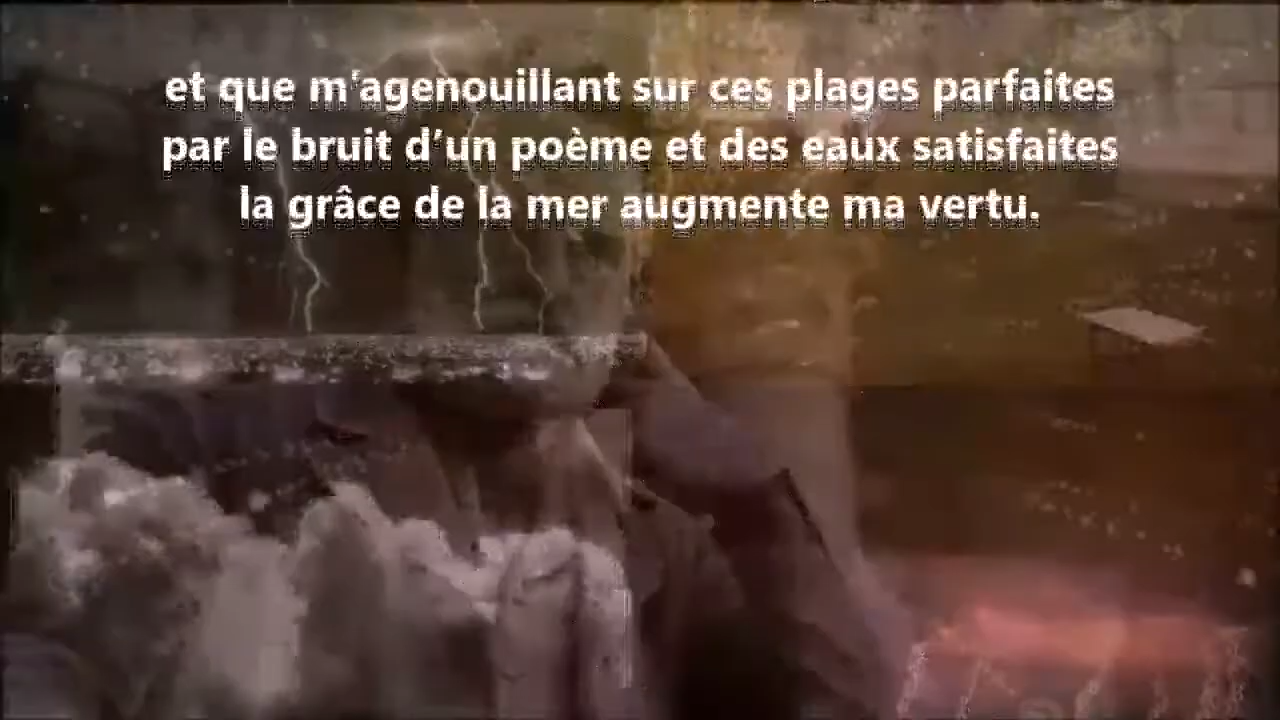 et que m'agenouillant sur ces plages parfaites
par le bruit d'un poème et des eaux satisfaites
la grâce de la mer augmente ma vertu.